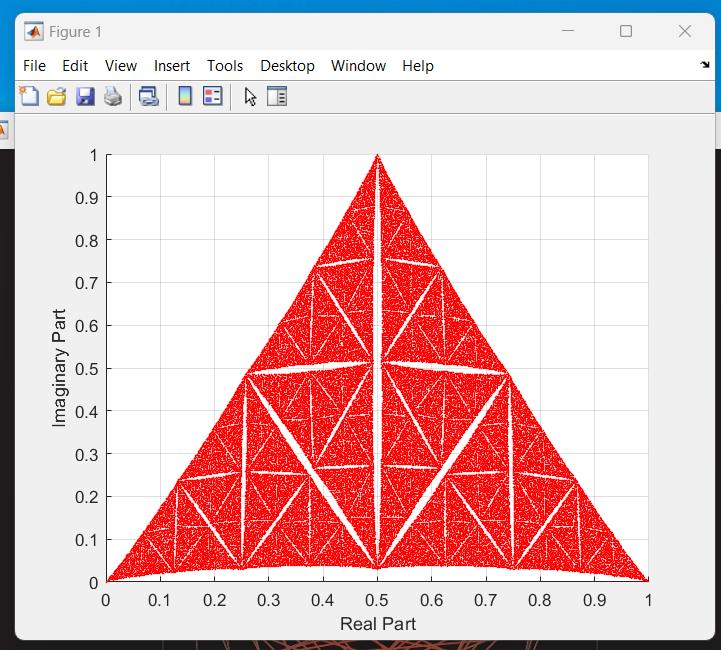 Figure 1
File Edit View Insert Tools Desktop Window Help
1
0.9
0.8
0.7
0.6
0.5
0.4
0.3
0.2
0.1
0
Imaginary Part
0 0.1 0.2 0.3 0.4 0.5 0.6 0.7 0.8 0.9 1
Real Part